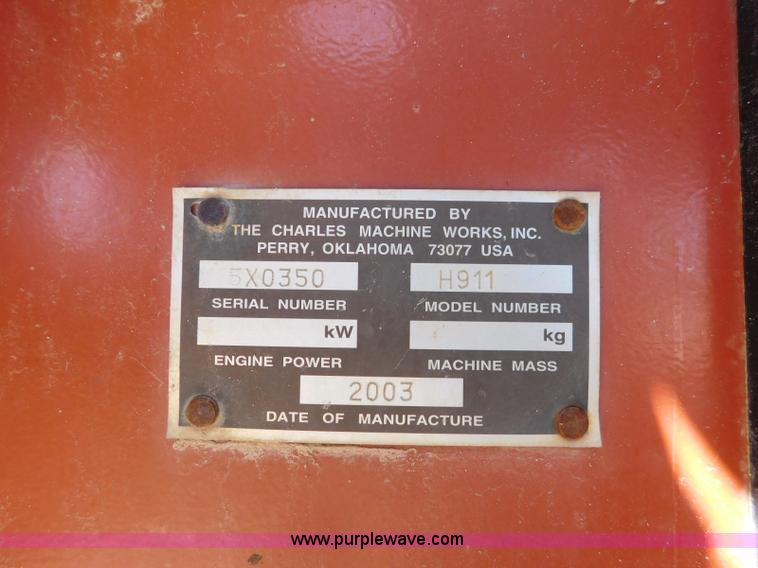 MANUFACTURED BY
THE CHARLES MACHINE WORKS, INC.
PERRY, OKLAHOMA 73077 USA
5X0350 H911
SERIAL NUMBER MODEL NUMBER
kW kg
ENGINE POWER MACHINE MASS
2003
DATE OF MANUFACTURE
www.purplewave.com